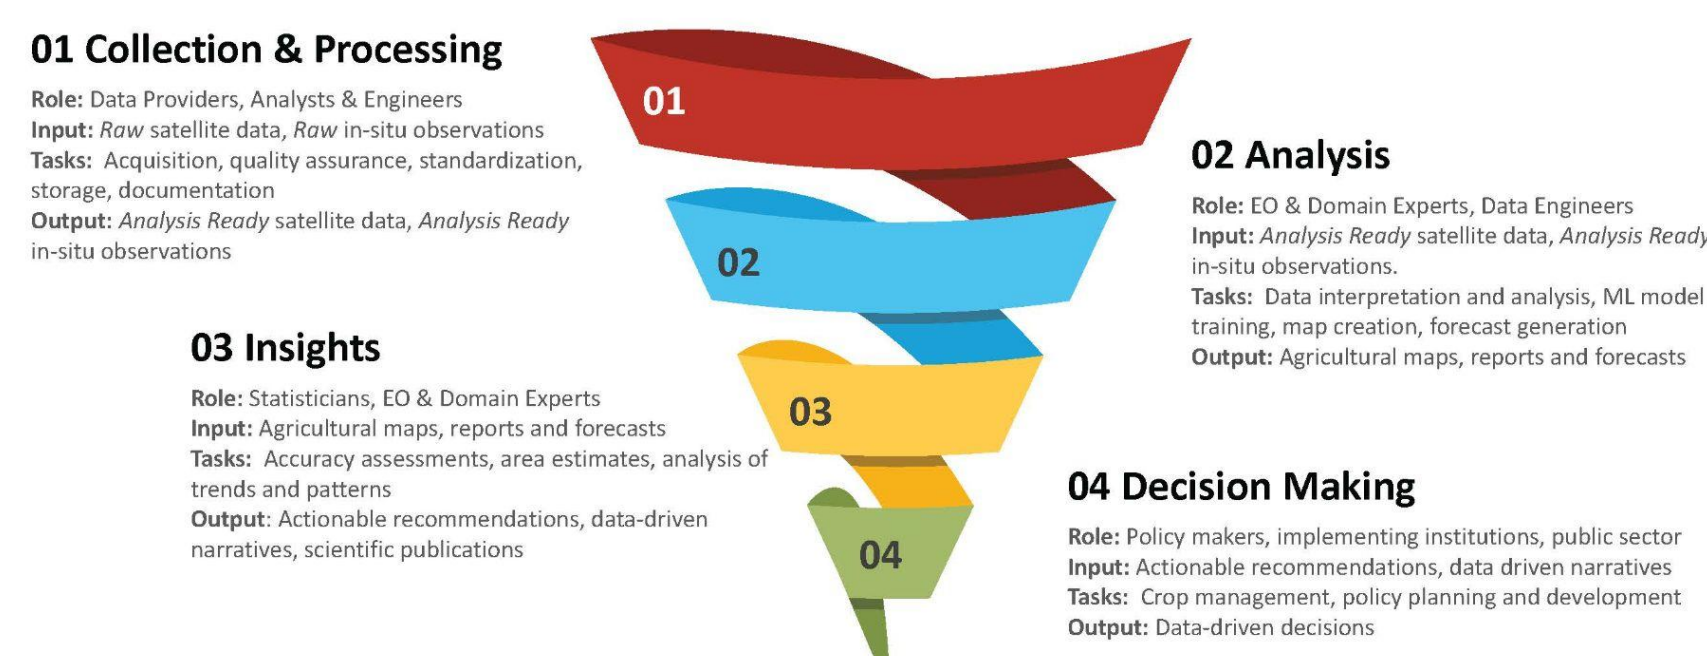 01 Collection & Processing
Role: Data Providers, Analysts & Engineers
Input: Raw satellite data, Raw in-situ observations
Tasks: Acquisition, quality assurance, standardization,
storage, documentation
Output: Analysis Ready satellite data, Analysis Ready
in-situ observations
01
02 Analysis
Role: EO & Domain Experts, Data Engineers
Input: Analysis Ready satellite data, Analysis Ready
in-situ observations.
Tasks: Data interpretation and analysis, ML model
training, map creation, forecast generation
Output: Agricultural maps, reports and forecasts
02
03 Insights
Role: Statisticians, EO & Domain Experts
Input: Agricultural maps, reports and forecasts
Tasks: Accuracy assessments, area estimates, analysis of
trends and patterns
Output: Actionable recommendations, data-driven
narratives, scientific publications
03
04 Decision Making
Role: Policy makers, implementing institutions, public sector
Input: Actionable recommendations, data driven narratives
Tasks: Crop management, policy planning and development
Output: Data-driven decisions
04